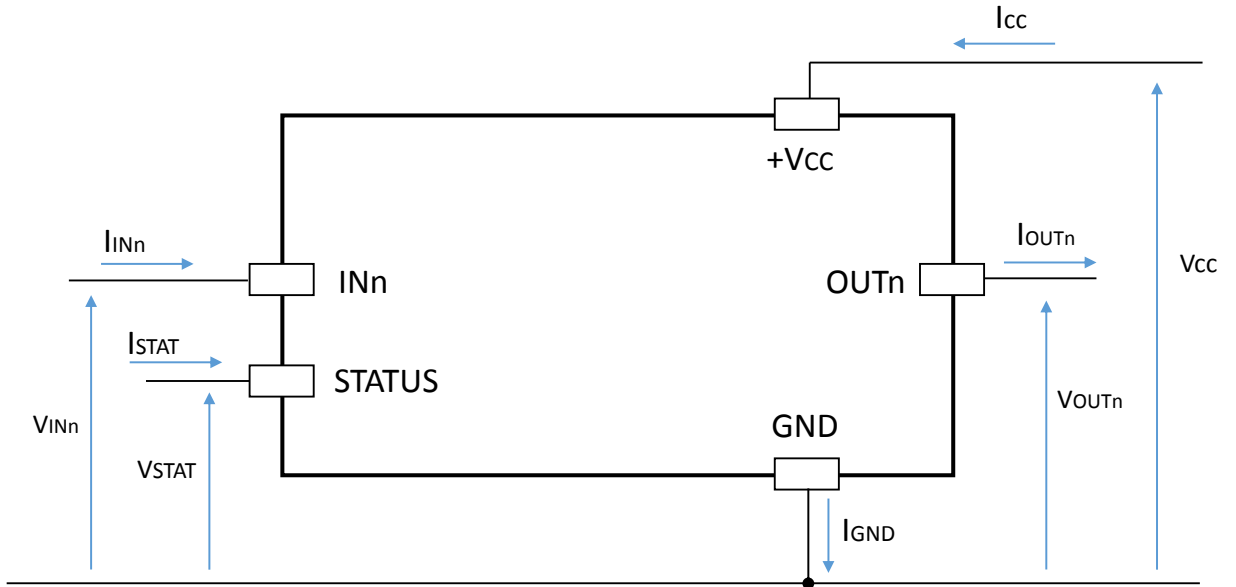 ICC
+VCC
IINn
INn
IOUTn
OUTn
VCC
ISTAT
STATUS
VINn
VSTAT
VOUTn
GND
IGND